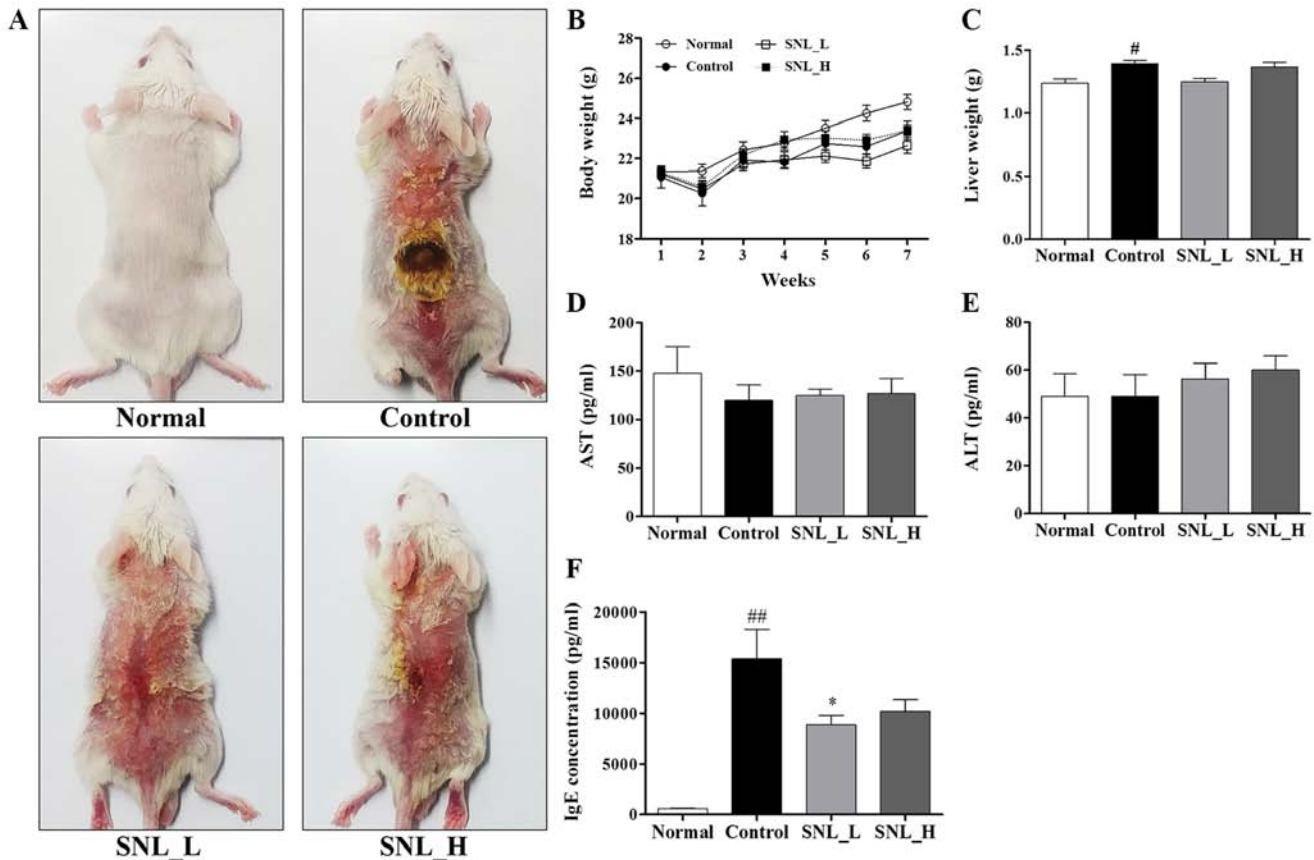 A
Normal
Control
SNL_L
SNL_H
B
Body weight (g)
28
26
24
22
20
18
Normal
Control
SNL_L
SNL_H
1 2 3 4 5 6 7
Weeks
C
Liver weight (g)
1.5
1.0
0.5
0.0
#
Normal Control SNL_L SNL_H
D
AST (pg/ml)
200
150
100
50
0
Normal Control SNL_L SNL_H
E
ALT (pg/ml)
80
60
40
20
0
Normal Control SNL_L SNL_H
F
IgE concentration (pg/ml)
20000
15000
10000
5000
0
##
*
Normal Control SNL_L SNL_H